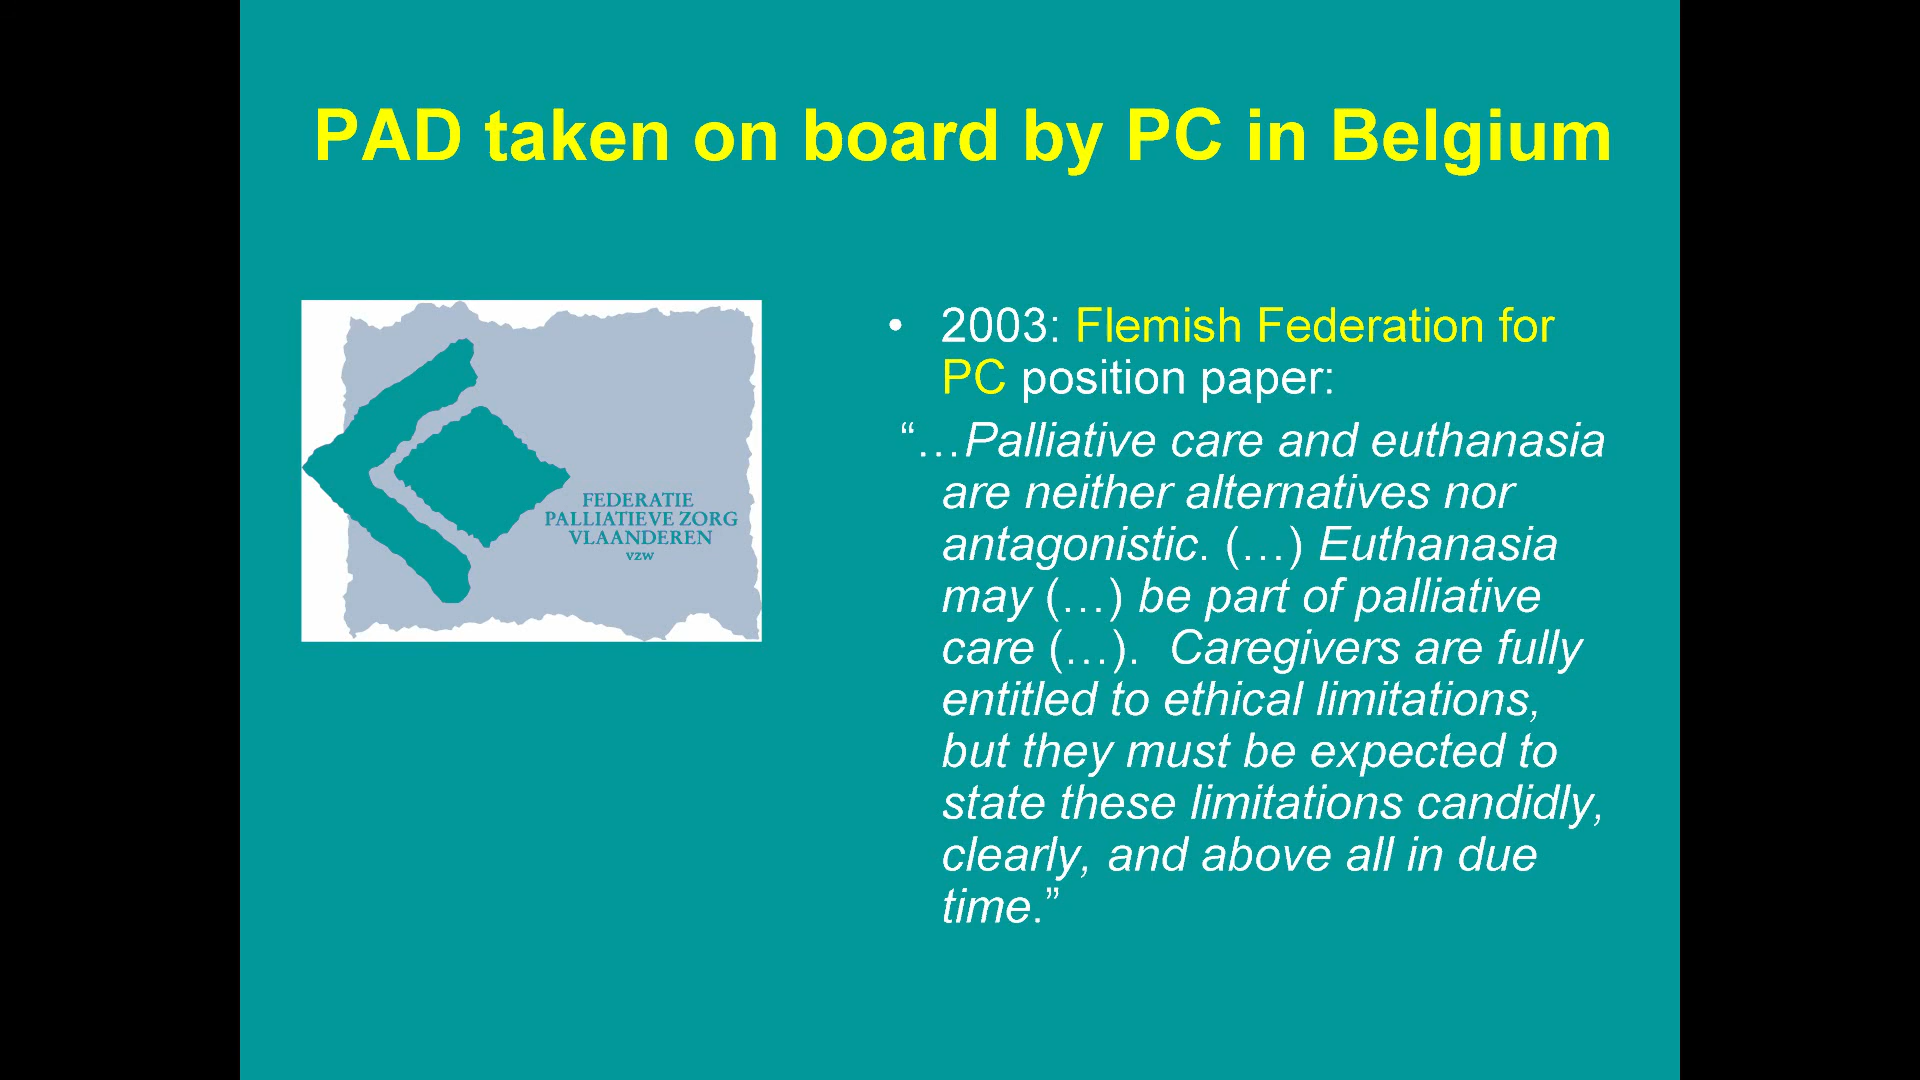 PAD taken on board by PC in Belgium
FEDERATIE
PALLIATIEVE ZORG
VLAANDEREN
vzw
• 2003: Flemish Federation for
PC position paper:
“…Palliative care and euthanasia
are neither alternatives nor
antagonistic. (…) Euthanasia
may (…) be part of palliative
care (…).  Caregivers are fully
entitled to ethical limitations,
but they must be expected to
state these limitations candidly,
clearly, and above all in due
time.”